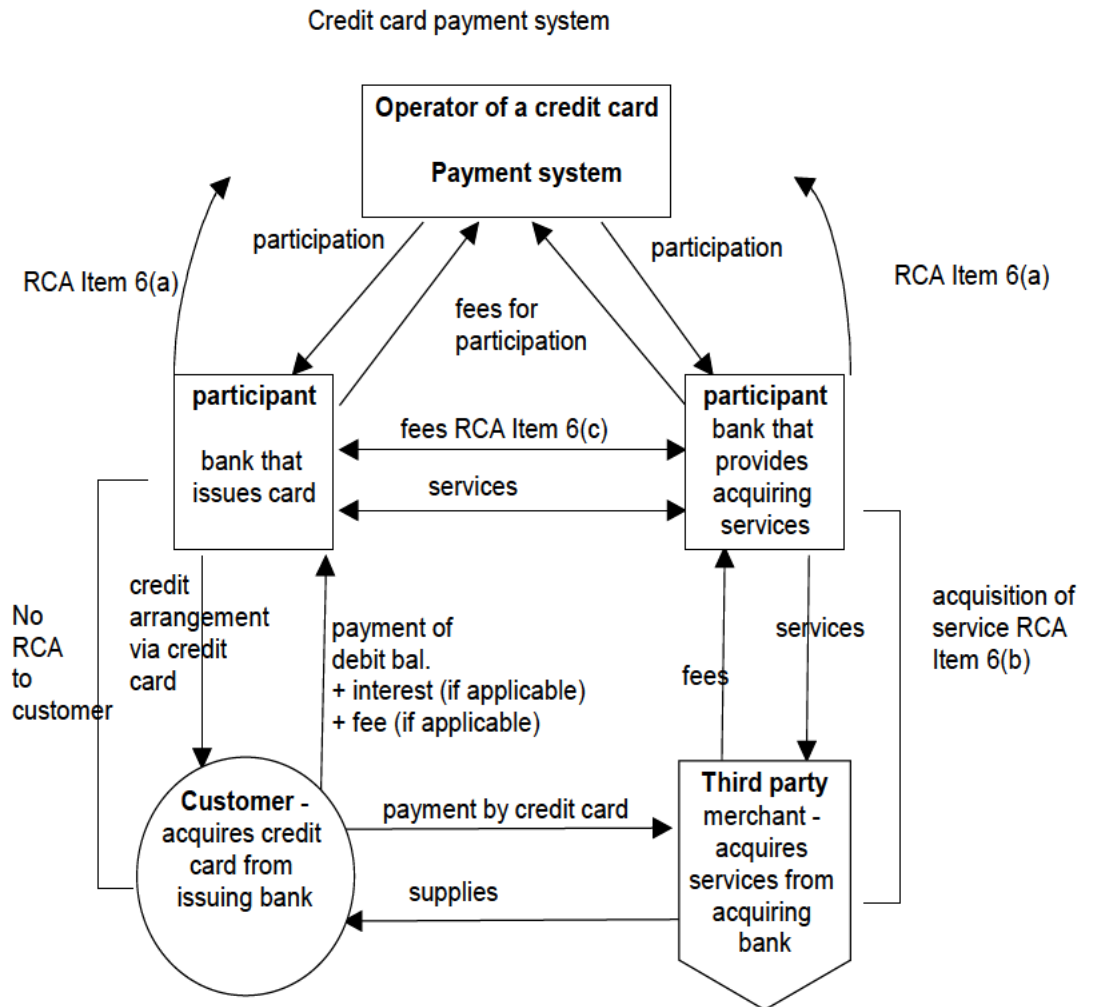 Credit card payment system
Operator of a credit card
Payment system
participation
participation
RCA Item 6(a)
RCA Item 6(a)
fees for
participation
participant
bank that
issues card
participant
bank that
provides
acquiring
services
fees RCA Item 6(c)
services
No
RCA
to
customer
credit
arrangement
via credit
card
payment of
debit bal.
+ interest (if applicable)
+ fee (if applicable)
fees
services
acquisition of
service RCA
Item 6(b)
Customer -
acquires credit
card from
issuing bank
payment by credit card
supplies
Third party
merchant -
acquires
services from
acquiring
bank